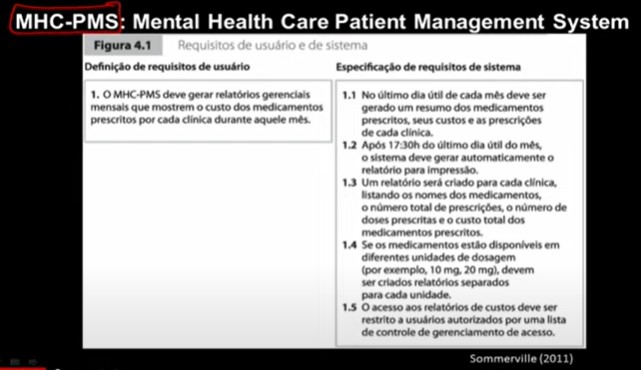 MHC-PMS: Mental Health Care Patient Management System
Figura 4.1 Requisitos de usuário e de sistema
Definição de requisitos de usuário
1. O MHC-PMS deve gerar relatórios gerenciais
mensais que mostrem o custo dos medicamentos
prescritos por cada clínica durante aquele mês.
Especificação de requisitos de sistema
1.1 No último dia útil de cada mês deve ser
gerado um resumo dos medicamentos
prescritos, seus custos e as prescrições
de cada clínica.
1.2 Após 17:30h do último dia útil do mês,
o sistema deve gerar automaticamente o
relatório para impressão.
1.3 Um relatório será criado para cada clínica,
listando os nomes dos medicamentos,
o número total de prescrições, o número de
doses prescritas e o custo total dos
medicamentos prescritos.
1.4 Se os medicamentos estão disponíveis em
diferentes unidades de dosagem
(por exemplo, 10 mg, 20 mg), devem
ser criados relatórios separados
para cada unidade.
1.5 O acesso aos relatórios de custos deve ser
restrito a usuários autorizados por uma lista
de controle de gerenciamento de acesso.
Sommerville (2011)